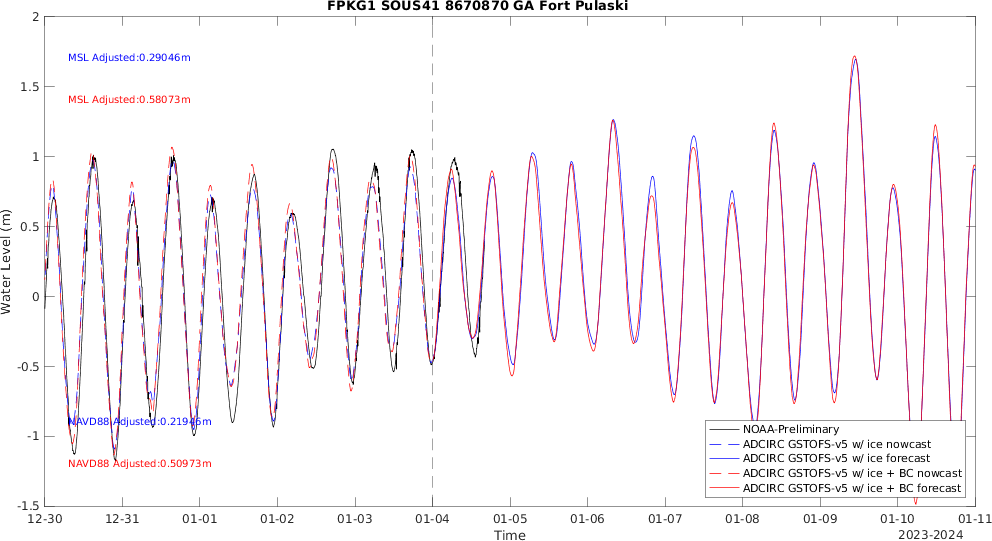 FPKG1 SOUS41 8670870 GA Fort Pulaski
2
1.5
1
0.5
0
-0.5
-1
-1.5
Water Level (m)
MSL Adjusted:0.29046m
MSL Adjusted:0.58073m
NAVD88 Adjusted:0.21946m
NAVD88 Adjusted:0.50973m
NOAA-Preliminary
ADCIRC GSTOFS-v5 w/ ice nowcast
ADCIRC GSTOFS-v5 w/ ice forecast
ADCIRC GSTOFS-v5 w/ ice + BC nowcast
ADCIRC GSTOFS-v5 w/ ice + BC forecast
12-30 12-31 01-01 01-02 01-03 01-04 01-05 01-06 01-07 01-08 01-09 01-10 01-11
Time
2023-2024